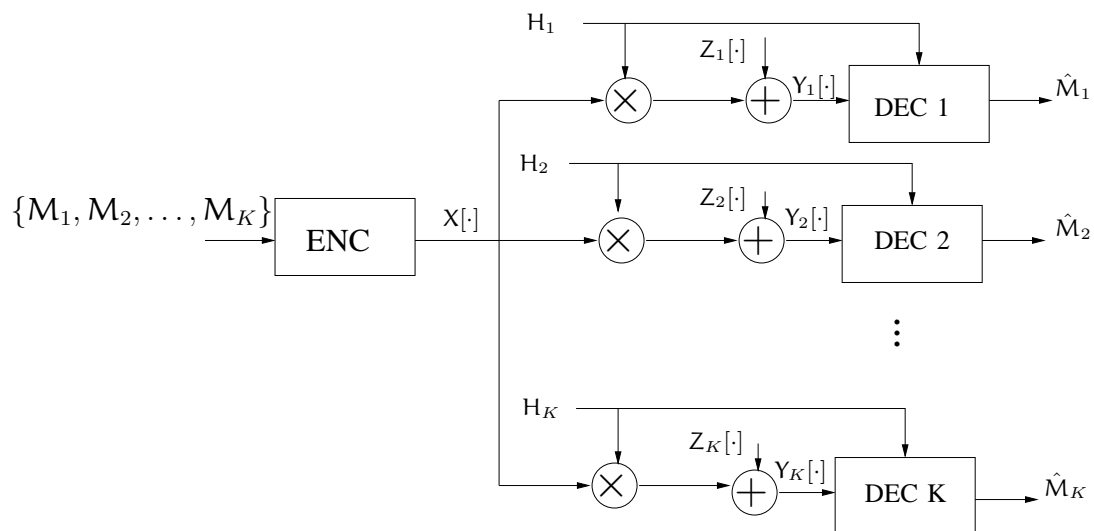 H₁
Z₁[·]
Y₁[·]
DEC 1
M̂₁
H₂
Z₂[·]
Y₂[·]
DEC 2
M̂₂
{M₁, M₂, . . . , M_K}
ENC
X[·]
H_K
Z_K[·]
Y_K[·]
DEC K
M̂_K